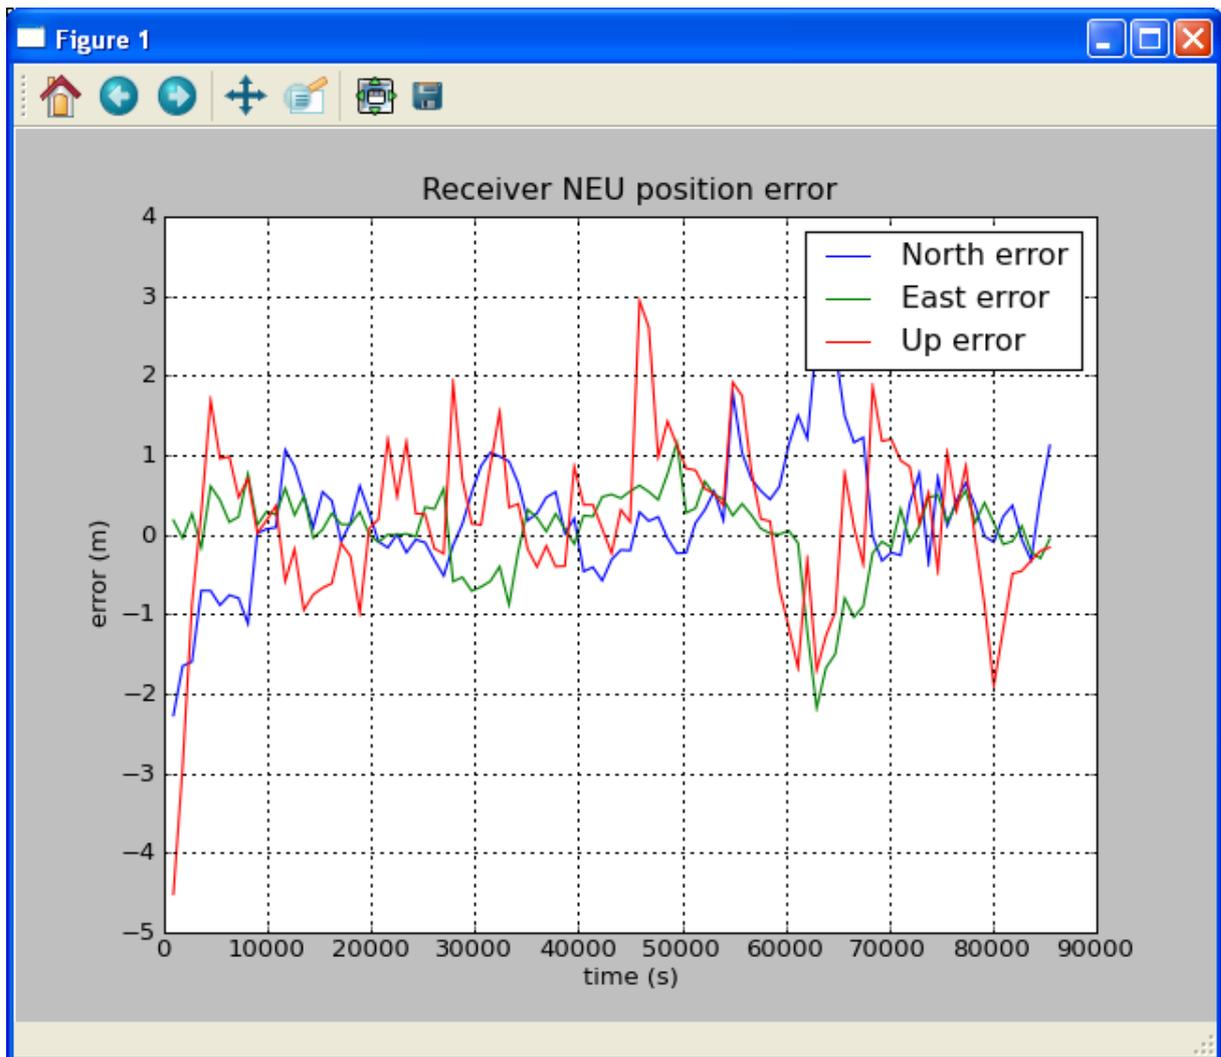 Figure 1
Receiver NEU position error
North error
East error
Up error
4
3
2
1
0
−1
−2
−3
−4
−5
error (m)
0 10000 20000 30000 40000 50000 60000 70000 80000 90000
time (s)